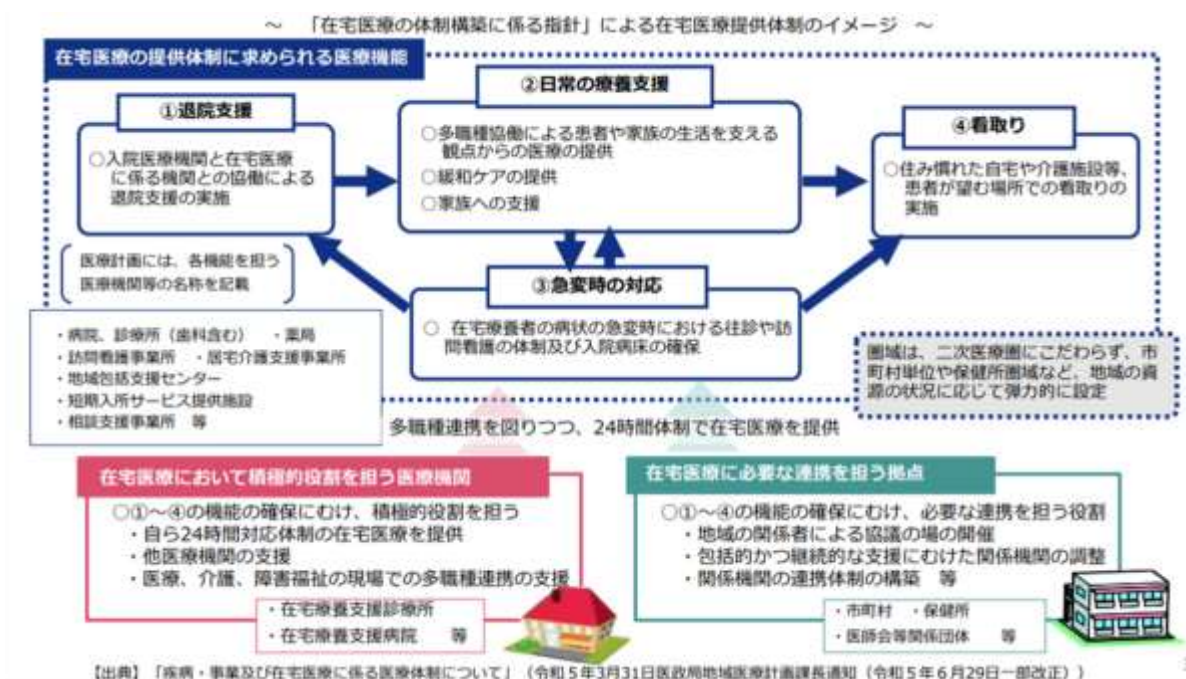 ～　「在宅医療の体制構築に係る指針」による在宅医療提供体制のイメージ　～
在宅医療の提供体制に求められる医療機能
①退院支援
○入院医療機関と在宅医療
に係る機関との協働による
退院支援の実施
②日常の療養支援
○多職種協働による患者や家族の生活を支える
観点からの医療の提供
○緩和ケアの提供
○家族への支援
④看取り
○住み慣れた自宅や介護施設等、
患者が望む場所での看取りの
実施
③急変時の対応
○ 在宅療養者の病状の急変時における往診や訪
問看護の体制及び入院病床の確保
医療計画には、各機能を担う
医療機関等の名称を記載
・病院、診療所（歯科含む）　・薬局
・訪問看護事業所　・居宅介護支援事業所
・地域包括支援センター
・短期入所サービス提供施設
・相談支援事業所　等
圏域は、二次医療圏にこだわらず、市
町村単位や保健所圏域など、地域の資
源の状況に応じて弾力的に設定
多職種連携を図りつつ、24時間体制で在宅医療を提供
在宅医療において積極的役割を担う医療機関
○①～④の機能の確保にむけ、積極的役割を担う
・自ら24時間対応体制の在宅医療を提供
・他医療機関の支援
・医療、介護、障害福祉の現場での多職種連携の支援
・在宅療養支援診療所
・在宅療養支援病院　等
在宅医療に必要な連携を担う拠点
○①～④の機能の確保にむけ、必要な連携を担う役割
・地域の関係者による協議の場の開催
・包括的かつ継続的な支援にむけた関係機関の調整
・関係機関の連携体制の構築　等
・市町村　・保健所
・医師会等関係団体　等
【出典】「疾病・事業及び在宅医療に係る医療体制について」（令和５年3月31日医政局地域医療計画課長通知（令和５年６月29日一部改正））